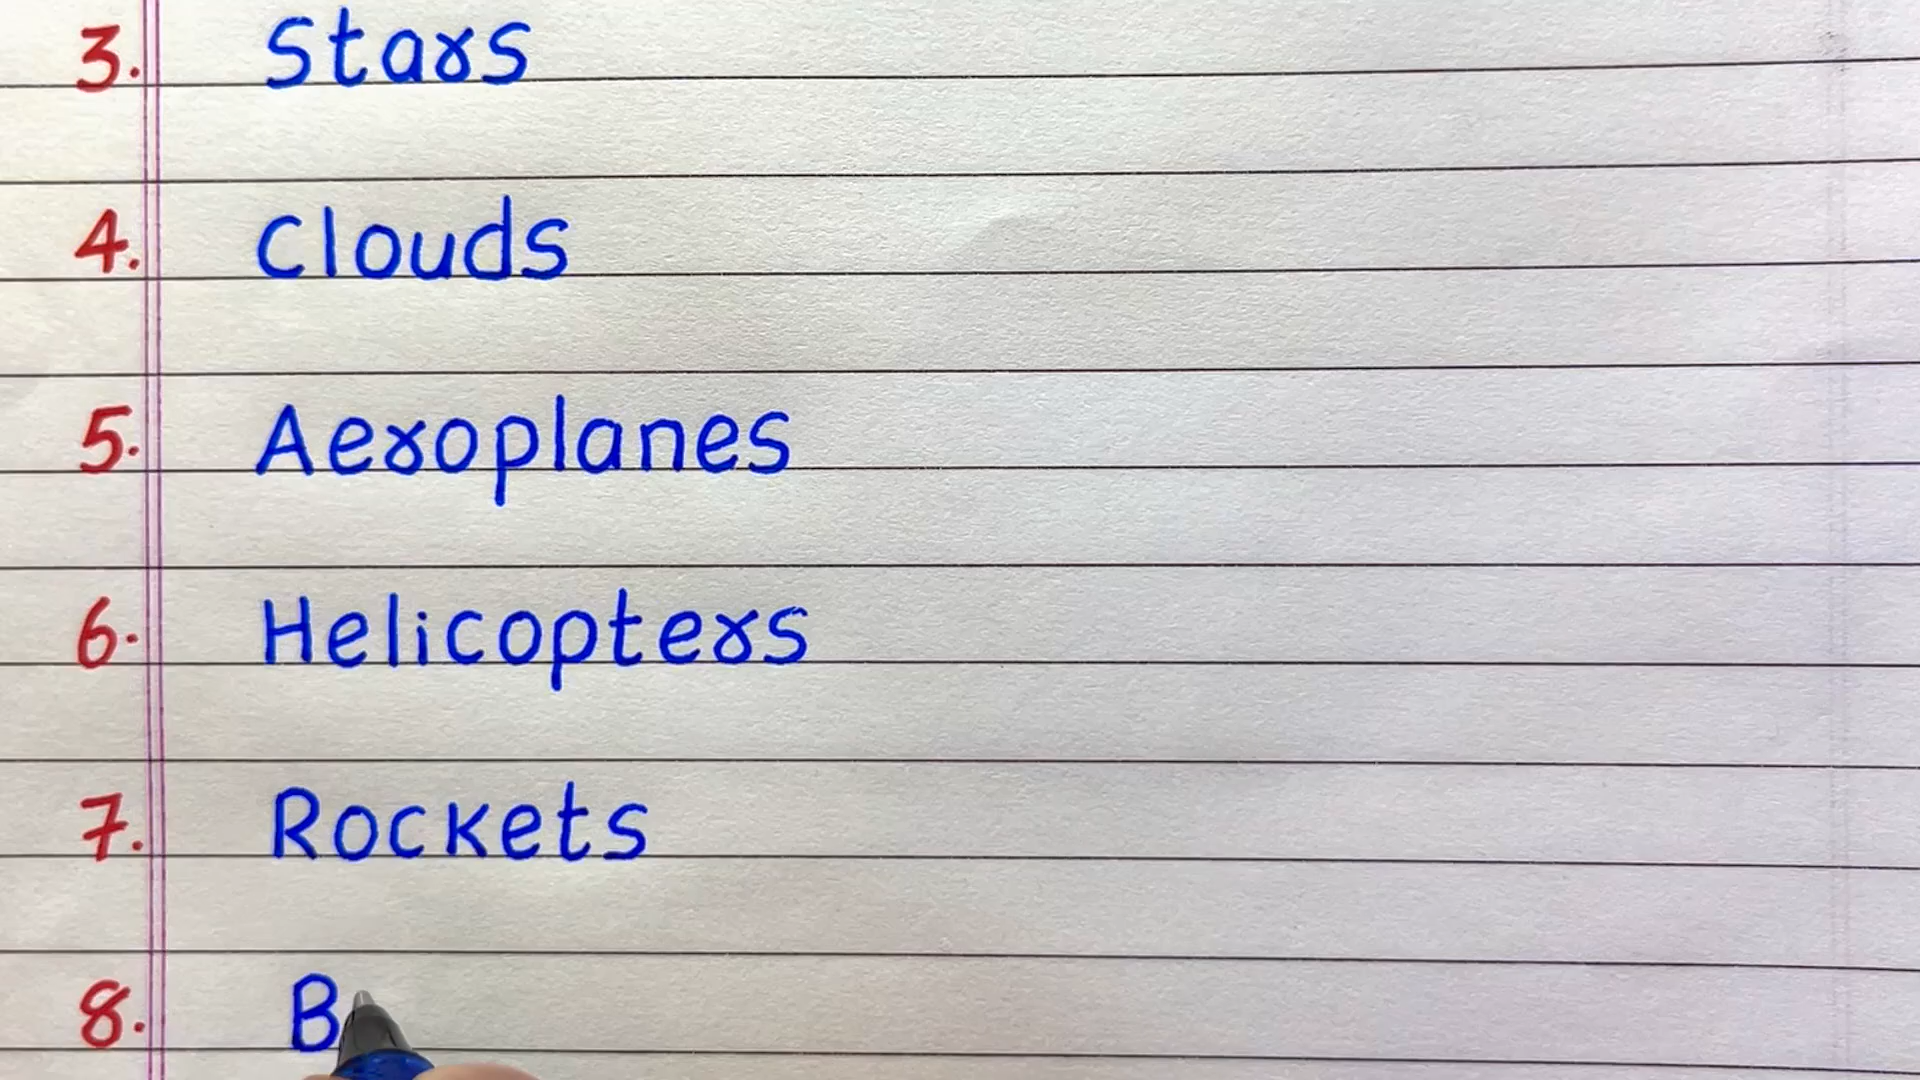 3. Stars
4. Clouds
5. Aeroplanes
6. Helicopters
7. Rockets
8. B